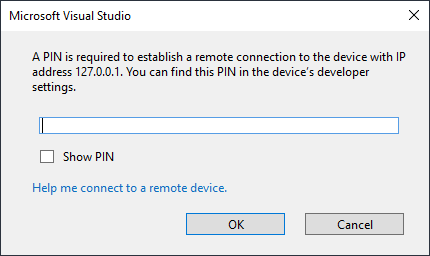 Microsoft Visual Studio
A PIN is required to establish a remote connection to the device with IP
address 127.0.0.1. You can find this PIN in the device’s developer
settings.
Show PIN
Help me connect to a remote device.
OK
Cancel